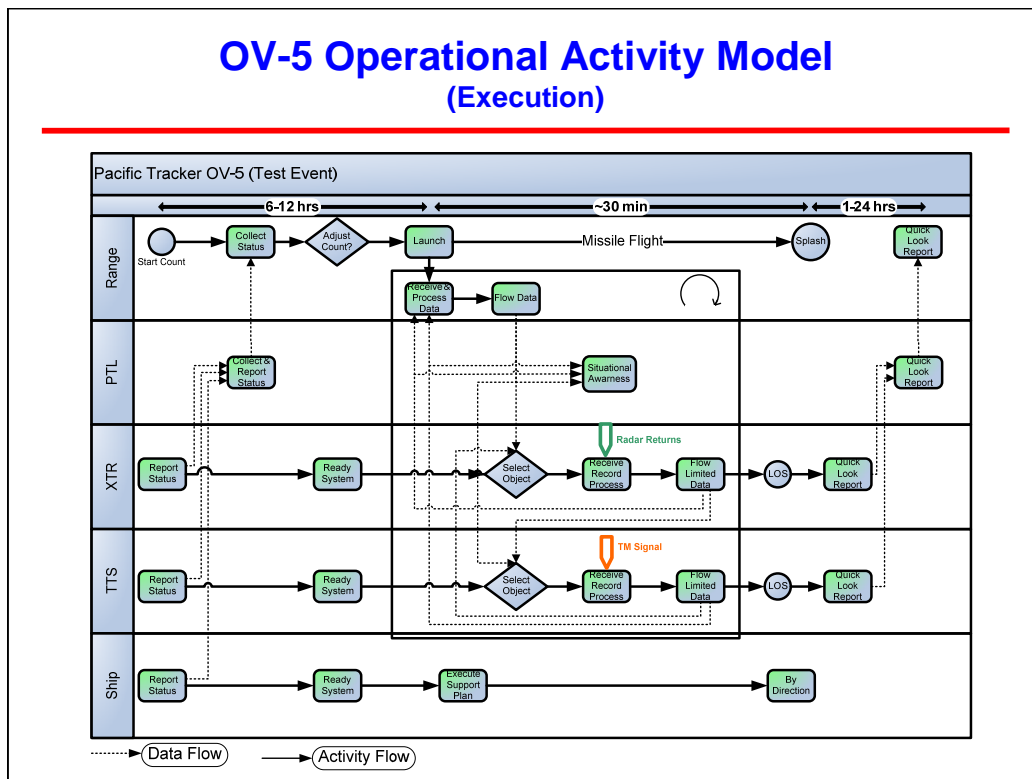 OV-5 Operational Activity Model
(Execution)
Pacific Tracker OV-5 (Test Event)
6-12 hrs
~30 min
1-24 hrs
Range
Start Count
Collect
Status
Adjust
Count?
Launch
Missile Flight
Splash
Quick
Look
Report
Receive &
Process
Data
Flow Data
PTL
Collect &
Report
Status
Situational
Awarness
Quick
Look
Report
XTR
Report
Status
Ready
System
Select
Object
Radar Returns
Receive
Record
Process
Flow
Limited
Data
LOS
Quick
Look
Report
TTS
Report
Status
Ready
System
Select
Object
TM Signal
Receive
Record
Process
Flow
Limited
Data
LOS
Quick
Look
Report
Ship
Report
Status
Ready
System
Execute
Support
Plan
By
Direction
Data Flow
Activity Flow